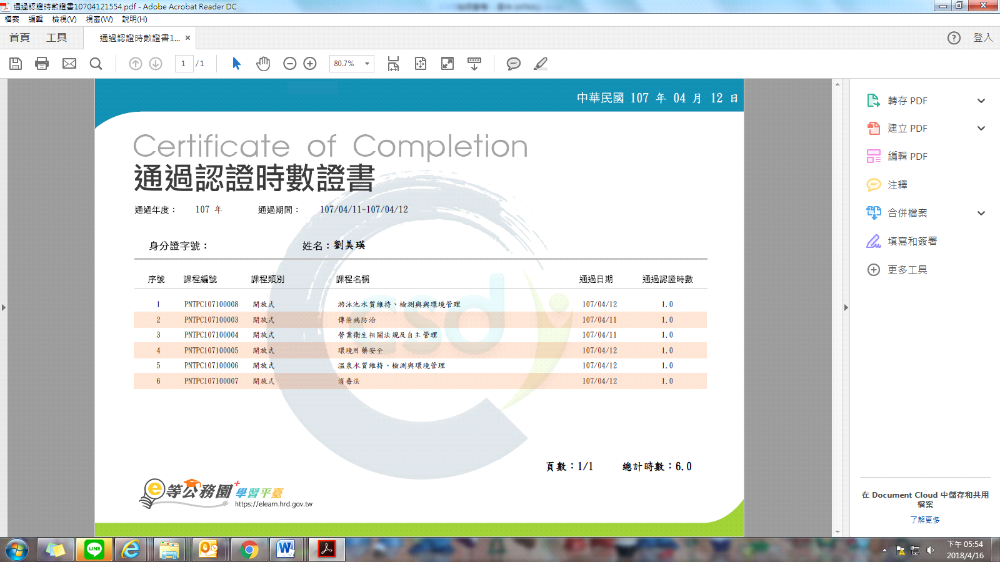 通過認證時數證書10704121554.pdf - Adobe Acrobat Reader DC
檔案 編輯 檢視(V) 視窗(W) 說明(H)
首頁 工具 通過認證時數證書1... × 登入
1 / 1 80.7%
中華民國 107 年 04 月 12 日
Certificate of Completion
通過認證時數證書
通過年度： 107 年 通過期間： 107/04/11~107/04/12
身分證字號： 姓名：劉美瑛
序號 課程編號 課程類別 課程名稱 通過日期 通過認證時數
1 PNTPC107100008 開放式 游泳池水質維持、檢測與與環境管理 107/04/12 1.0
2 PNTPC107100003 開放式 傳染病防治 107/04/11 1.0
3 PNTPC107100004 開放式 營業衛生相關法規及自主管理 107/04/11 1.0
4 PNTPC107100005 開放式 環境用藥安全 107/04/12 1.0
5 PNTPC107100006 開放式 溫泉水質維持、檢測與環境管理 107/04/12 1.0
6 PNTPC107100007 開放式 消毒法 107/04/12 1.0
csdi
頁數：1/1 總計時數：6.0
e等公務園+學習平臺
https://elearn.hrd.gov.tw
轉存 PDF
建立 PDF
編輯 PDF
注釋
合併檔案
填寫和簽署
更多工具
在 Document Cloud 中儲存和共用
檔案
了解更多
LINE
下午 05:54
2018/4/16